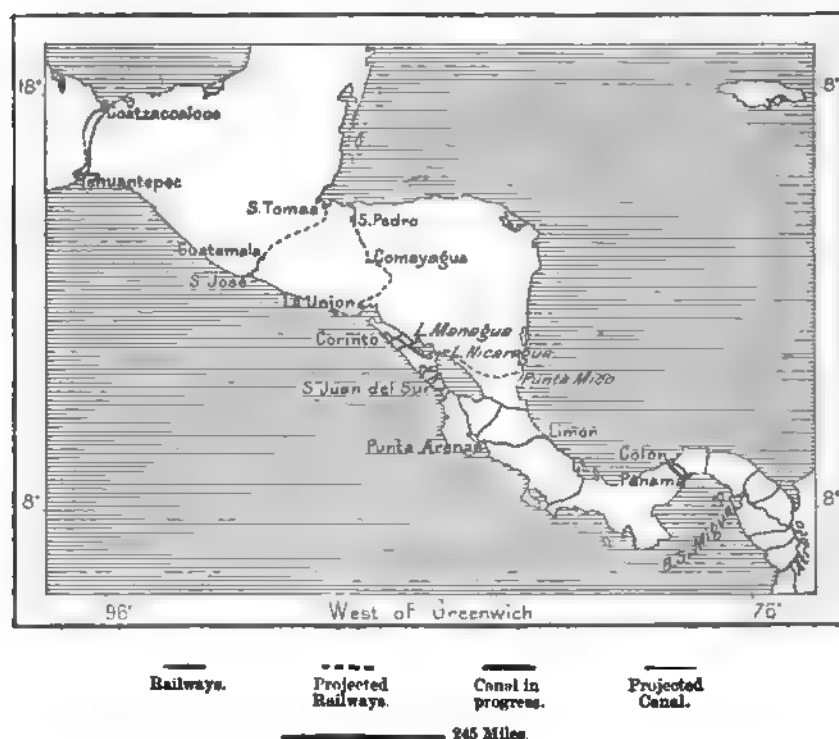 18°
8°
Coatzacoalcos
Tehuantepec
S. Tomas
S. Pedro
Guatemala
Comayagua
S José
La Union
L. Managua
Corinto
L. Nicaragua
Punta Mico
S Juan del Sur
Limon
Punta Arenas
Colon
Panama
8°
8°
B. S. Miguel
96°
West of Greenwich
76°
Railways.
Projected
Railways.
Canal in
progress.
Projected
Canal.
245 Miles.